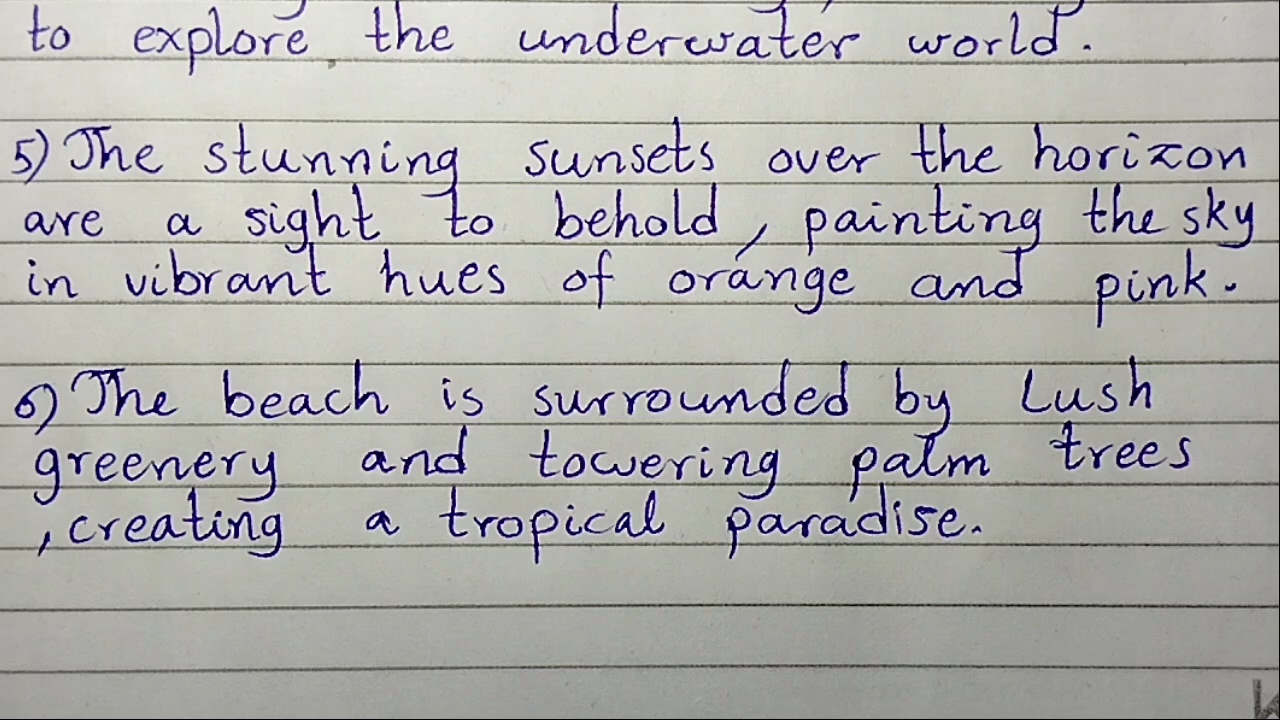 to explore the underwater world.
5) The stunning sunsets over the horizon
are a sight to behold, painting the sky
in vibrant hues of orange and pink.
6) The beach is surrounded by Lush
greenery and towering palm trees
, creating a tropical paradise.